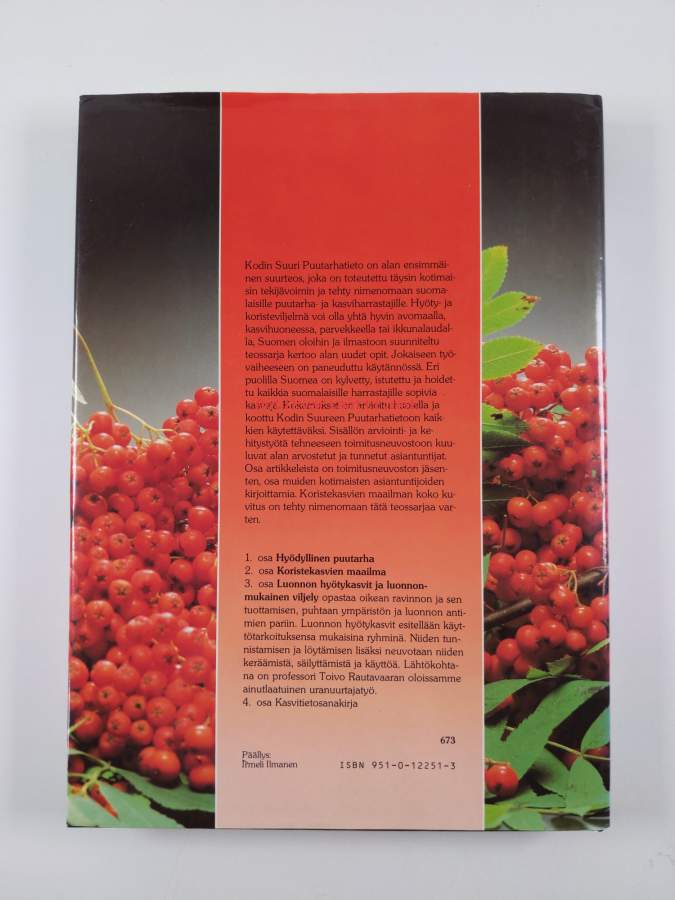 Kodin Suuri Puutarhatieto on alan ensimmäi-
nen suurteos, joka on toteutettu täysin kotimai-
sin tekijävoimin ja tehty nimenomaan suoma-
laisille puutarha- ja kasviharrastajille. Hyöty- ja
koristeviljelmä voi olla yhtä hyvin avomaalla,
kasvihuoneessa, parvekkeella tai ikkunalaudal-
la, Suomen oloihin ja ilmastoon suunniteltu
teossarja kertoo alan uudet opit. Jokaiseen työ-
vaiheeseen on paneuduttu käytännössä. Eri
puolilla Suomea on kylvetty, istutettu ja hoidet-
tu kaikkia suomalaisille harrastajille sopivia
kasveja. Kokemukset on arvioitu huolella ja
koottu Kodin Suureen Puutarhatietoon kaik-
kien käytettäväksi. Sisällön arviointi- ja ke-
hitystyötä tehneeseen toimitusneuvostoon kuu-
luvat alan arvostetut ja tunnetut asiantuntijat.
Osa artikkeleista on toimitusneuvoston jäsen-
ten, osa muiden kotimaisten asiantuntijoiden
kirjoittamia. Koristekasvien maailman koko ku-
vitus on tehty nimenomaan tätä teossarjaa var-
ten.
1. osa Hyödyllinen puutarha
2. osa Koristekasvien maailma
3. osa Luonnon hyötykasvit ja luonnon-
mukainen viljely opastaa oikean ravinnon ja sen
tuottamisen, puhtaan ympäristön ja luonnon anti-
mien pariin. Luonnon hyötykasvit esitellään käyt-
tötarkoituksensa mukaisina ryhminä. Niiden tun-
nistamisen ja löytämisen lisäksi neuvotaan niiden
keräämistä, säilyttämistä ja käyttöä. Lähtökohta-
na on professori Toivo Rautavaaran oloissamme
ainutlaatuinen uranuurtajatyö.
4. osa Kasvitietosanakirja
673
Päällys:
Irmeli Ilmanen
ISBN 951-0-12251-3